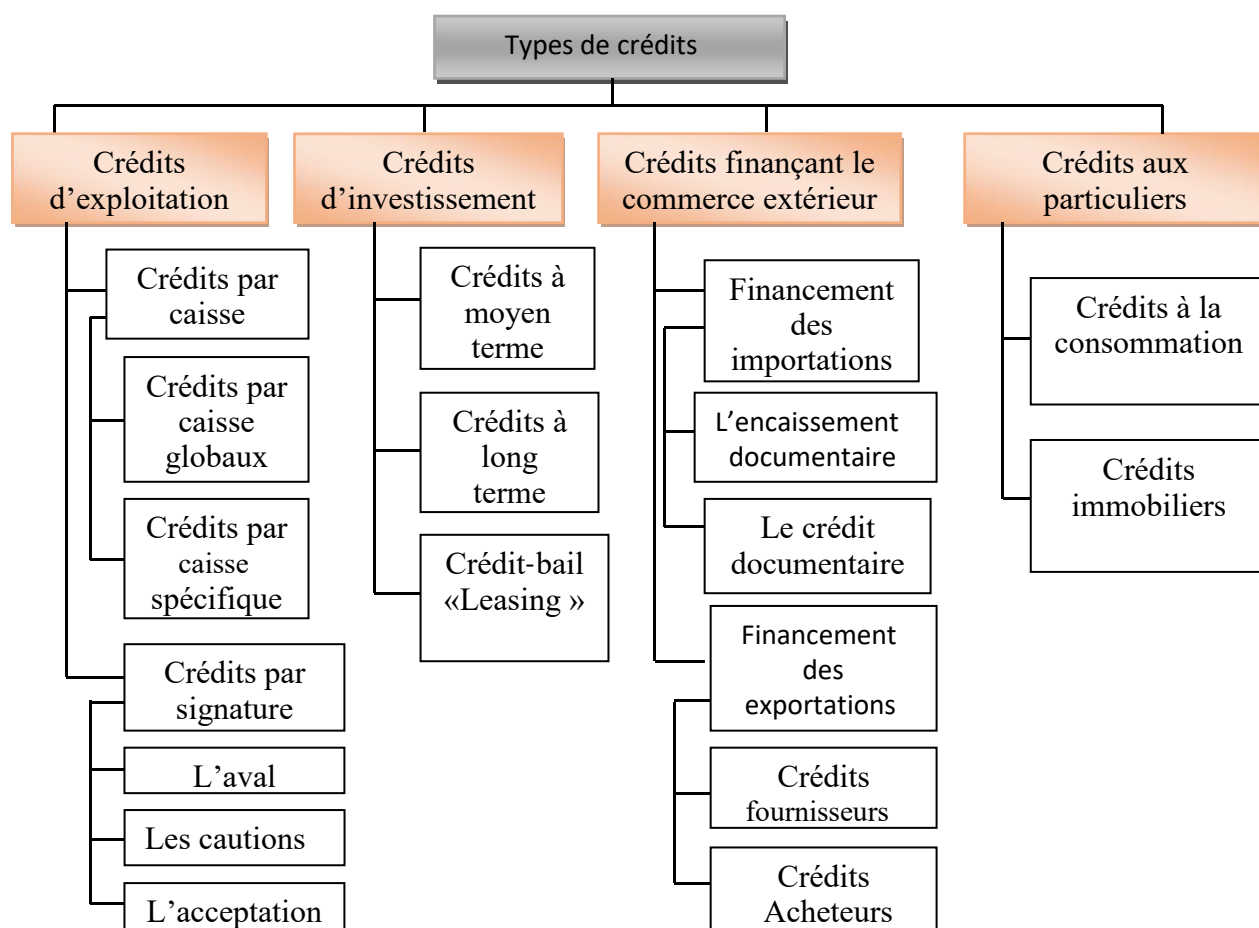 Types de crédits
Crédits
d'exploitation
Crédits par
caisse
Crédits par
caisse
globaux
Crédits par
caisse
spécifique
Crédits par
signature
L'aval
Les cautions
L'acceptation
Crédits
d'investissement
Crédits à
moyen
terme
Crédits à
long
terme
Crédit-bail
«Leasing »
Crédits finançant le
commerce extérieur
Financement
des
importations
L'encaissement
documentaire
Le crédit
documentaire
Financement
des
exportations
Crédits
fournisseurs
Crédits
Acheteurs
Crédits aux
particuliers
Crédits à la
consommation
Crédits
immobiliers